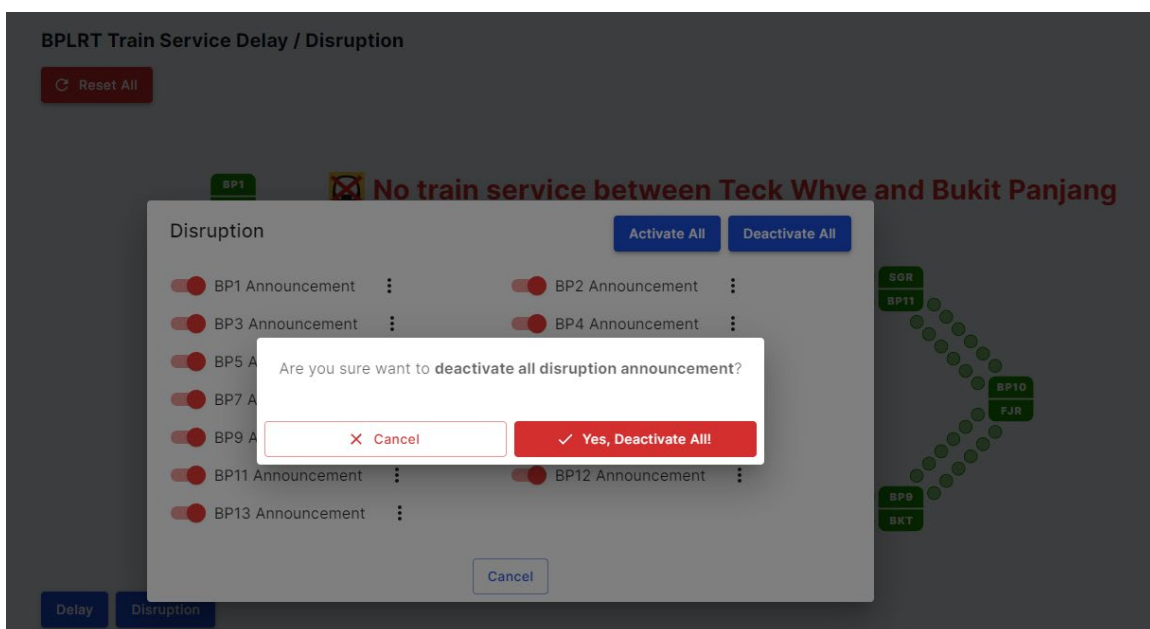 BPLRT Train Service Delay / Disruption
Reset All
BP1
No train service between Teck Whye and Bukit Panjang
Disruption
Activate All
Deactivate All
BP1 Announcement
BP2 Announcement
SGR
BP11
BP3 Announcement
BP4 Announcement
BP5 A
Are you sure want to deactivate all disruption announcement?
BP10
FJR
BP7 A
BP9 A
Cancel
Yes, Deactivate All!
BP11 Announcement
BP12 Announcement
BP9
BKT
BP13 Announcement
Cancel
Delay
Disruption